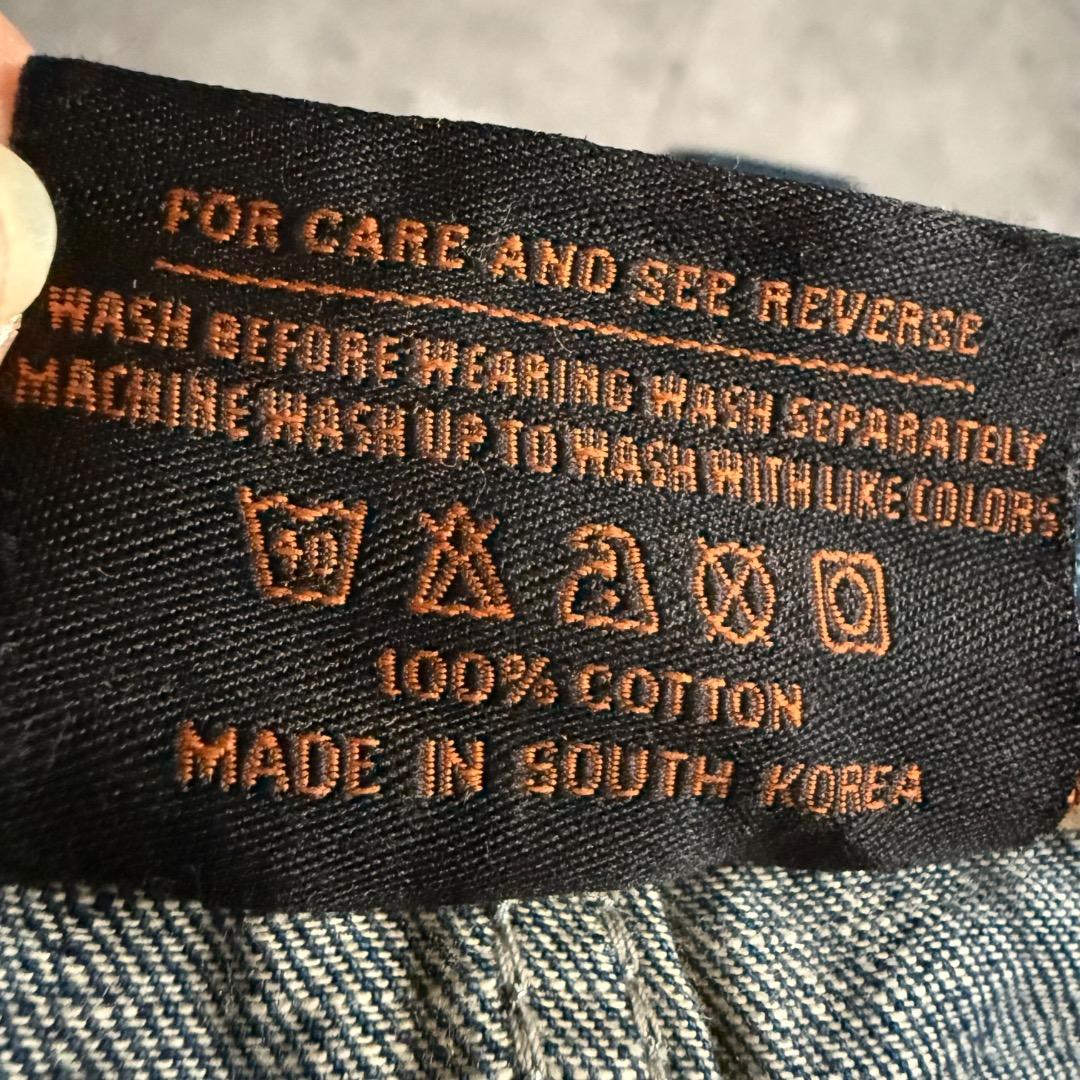 FOR CARE AND SEE REVERSE
WASH BEFORE WEARING WASH SEPARATELY
MACHINE WASH UP TO WASH WITH LIKE COLORS
40
100% COTTON
MADE IN SOUTH KOREA